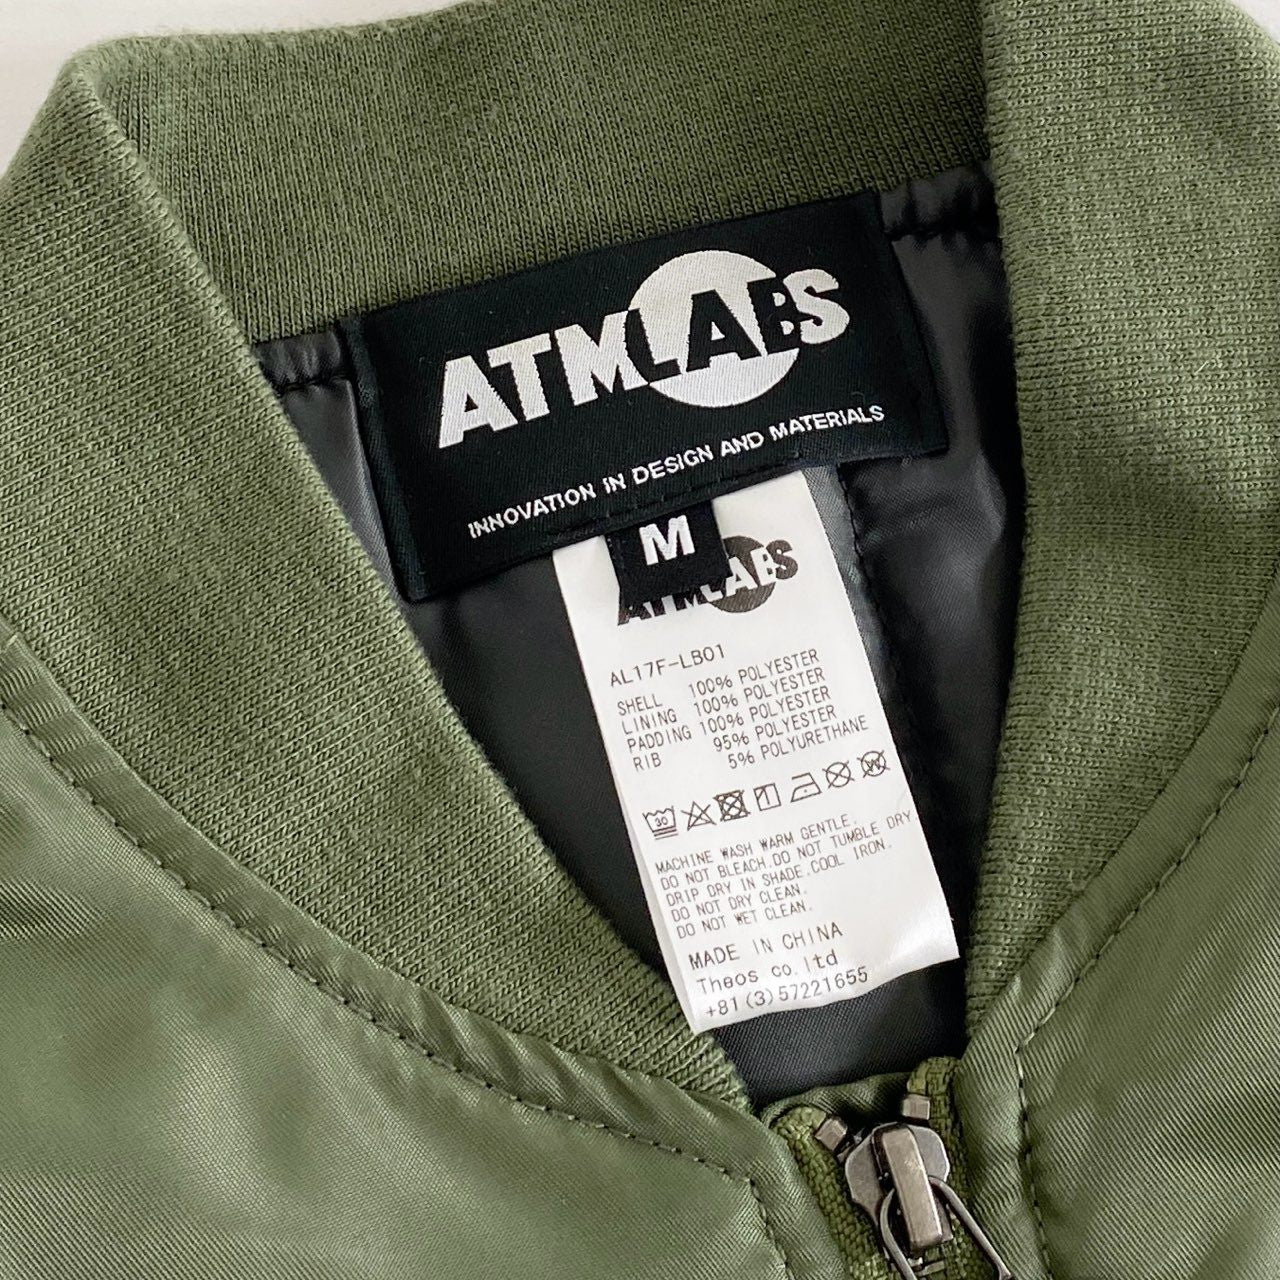 ATMLABS
INNOVATION IN DESIGN AND MATERIALS
M
ATMLABS
AL17F-LB01
SHELL 100% POLYESTER
LINING 100% POLYESTER
PADDING 100% POLYESTER
RIB 95% POLYESTER
5% POLYURETHANE
30
W
MACHINE WASH WARM GENTLE.
DO NOT BLEACH.DO NOT TUMBLE DRY
DRIP DRY IN SHADE.COOL IRON.
DO NOT DRY CLEAN.
DO NOT WET CLEAN.
MADE IN CHINA
Theos co.ltd
+81(3)57221655